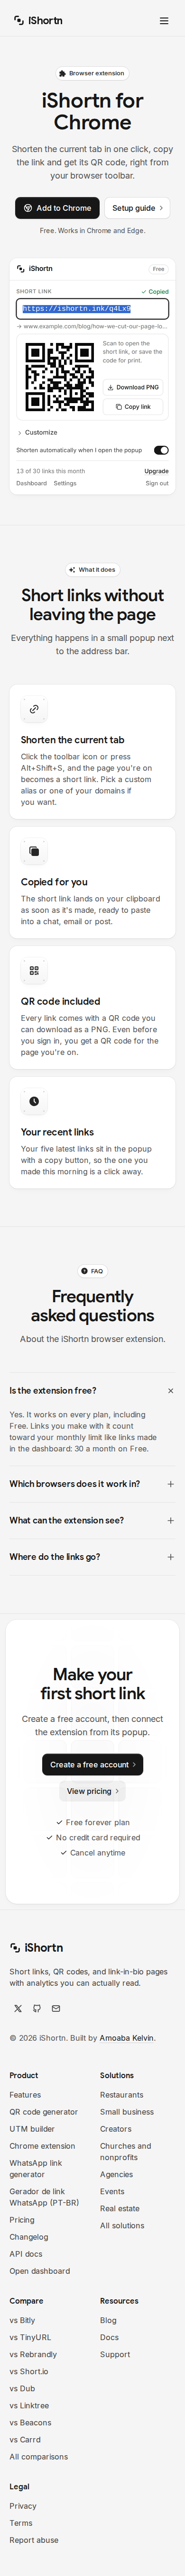 iShortn
Browser extension
iShortn for
Chrome
Shorten the current tab in one click, copy
the link and get its QR code, right from
your browser toolbar.
Add to Chrome
Setup guide
Free. Works in Chrome and Edge.
iShortn
Free
SHORT LINK
Copied
https://ishortn.ink/q4Lx9
→ www.example.com/blog/how-we-cut-our-page-lo...
Scan to open the
short link, or save the
code for print.
Download PNG
Copy link
Customize
Shorten automatically when I open the popup
13 of 30 links this month
Upgrade
Dashboard
Settings
Sign out
What it does
Short links without
leaving the page
Everything happens in a small popup next
to the address bar.
Shorten the current tab
Click the toolbar icon or press
Alt+Shift+S, and the page you're on
becomes a short link. Pick a custom
alias or one of your domains if
you want.
Copied for you
The short link lands on your clipboard
as soon as it's made, ready to paste
into a chat, email or post.
QR code included
Every link comes with a QR code you
can download as a PNG. Even before
you sign in, you get a QR code for the
page you're on.
Your recent links
Your five latest links sit in the popup
with a copy button, so the one you
made this morning is a click away.
FAQ
Frequently
asked questions
About the iShortn browser extension.
Is the extension free?
Yes. It works on every plan, including
Free. Links you make with it count
toward your monthly limit like links made
in the dashboard: 30 a month on Free.
Which browsers does it work in?
What can the extension see?
Where do the links go?
Make your
first short link
Create a free account, then connect
the extension from its popup.
Create a free account
View pricing
Free forever plan
No credit card required
Cancel anytime
iShortn
Short links, QR codes, and link-in-bio pages
with analytics you can actually read.
© 2026 iShortn. Built by Amoaba Kelvin.
Product
Features
QR code generator
UTM builder
Chrome extension
WhatsApp link
generator
Gerador de link
WhatsApp (PT-BR)
Pricing
Changelog
API docs
Open dashboard
Solutions
Restaurants
Small business
Creators
Churches and
nonprofits
Agencies
Events
Real estate
All solutions
Compare
vs Bitly
vs TinyURL
vs Rebrandly
vs Short.io
vs Dub
vs Linktree
vs Beacons
vs Carrd
All comparisons
Resources
Blog
Docs
Support
Legal
Privacy
Terms
Report abuse